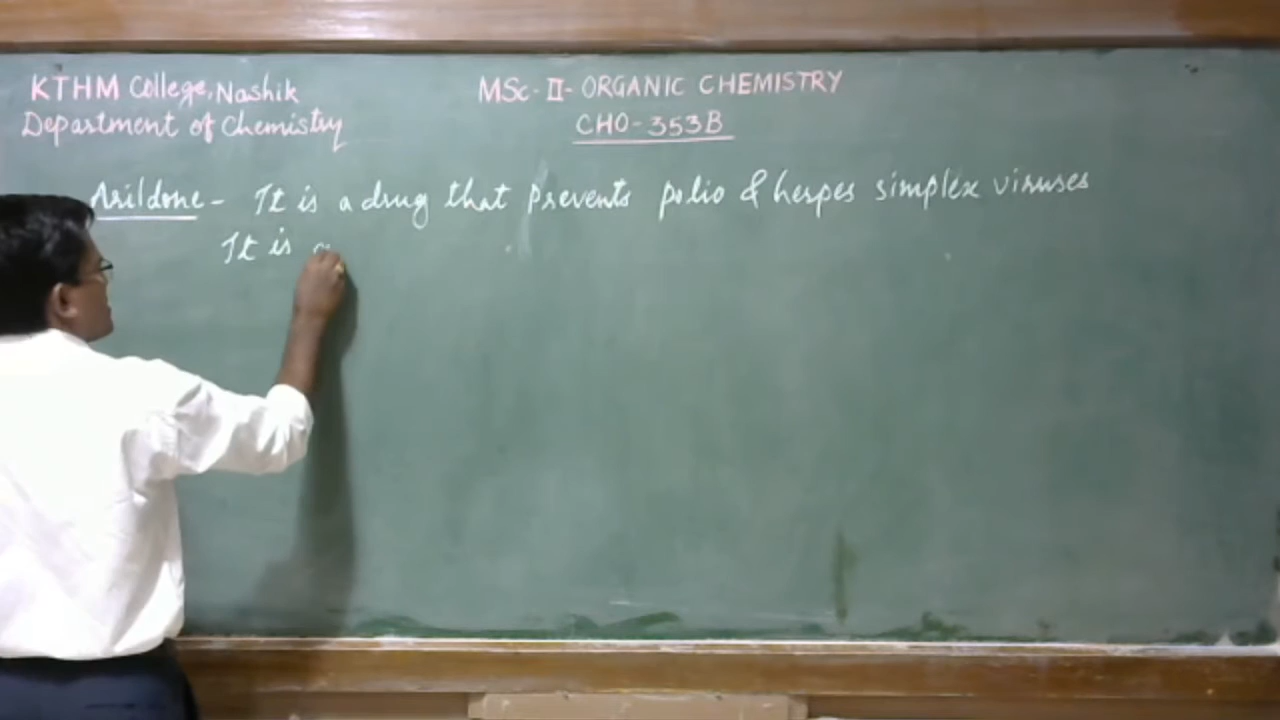 KTHM College, Nashik
Department of Chemistry
MSc-II-ORGANIC CHEMISTRY
CHO-353B
Arildone - It is a drug that prevents polio & herpes simplex viruses
It is a